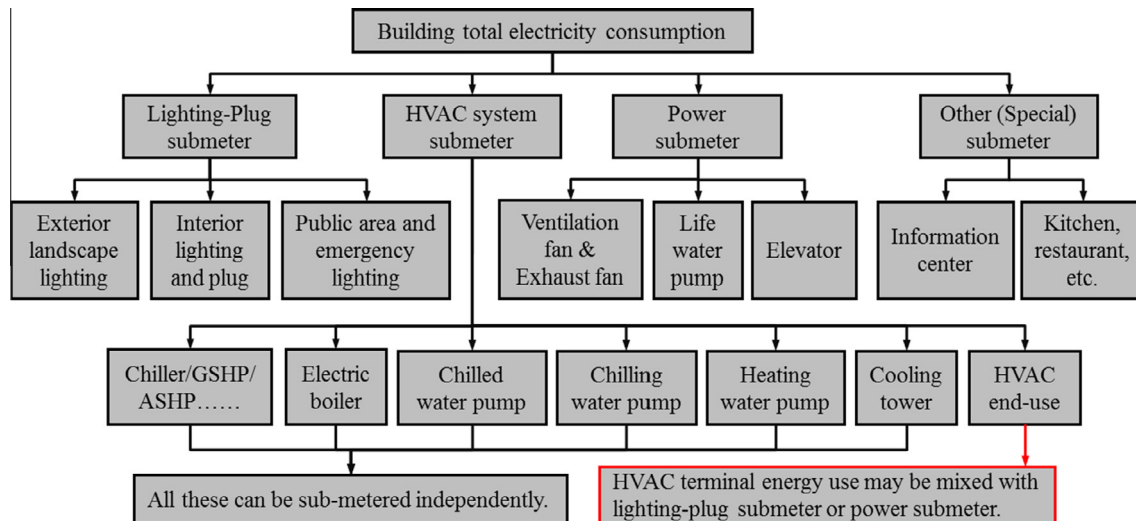 Building total electricity consumption
Lighting-Plug
submeter
HVAC system
submeter
Power
submeter
Other (Special)
submeter
Exterior
landscape
lighting
Interior
lighting
and plug
Public area and
emergency
lighting
Ventilation
fan &
Exhaust fan
Life
water
pump
Elevator
Information
center
Kitchen,
restaurant,
etc.
Chiller/GSHP/
ASHP……
Electric
boiler
Chilled
water pump
Chilling
water pump
Heating
water pump
Cooling
tower
HVAC
end-use
All these can be sub-metered independently.
HVAC terminal energy use may be mixed with
lighting-plug submeter or power submeter.